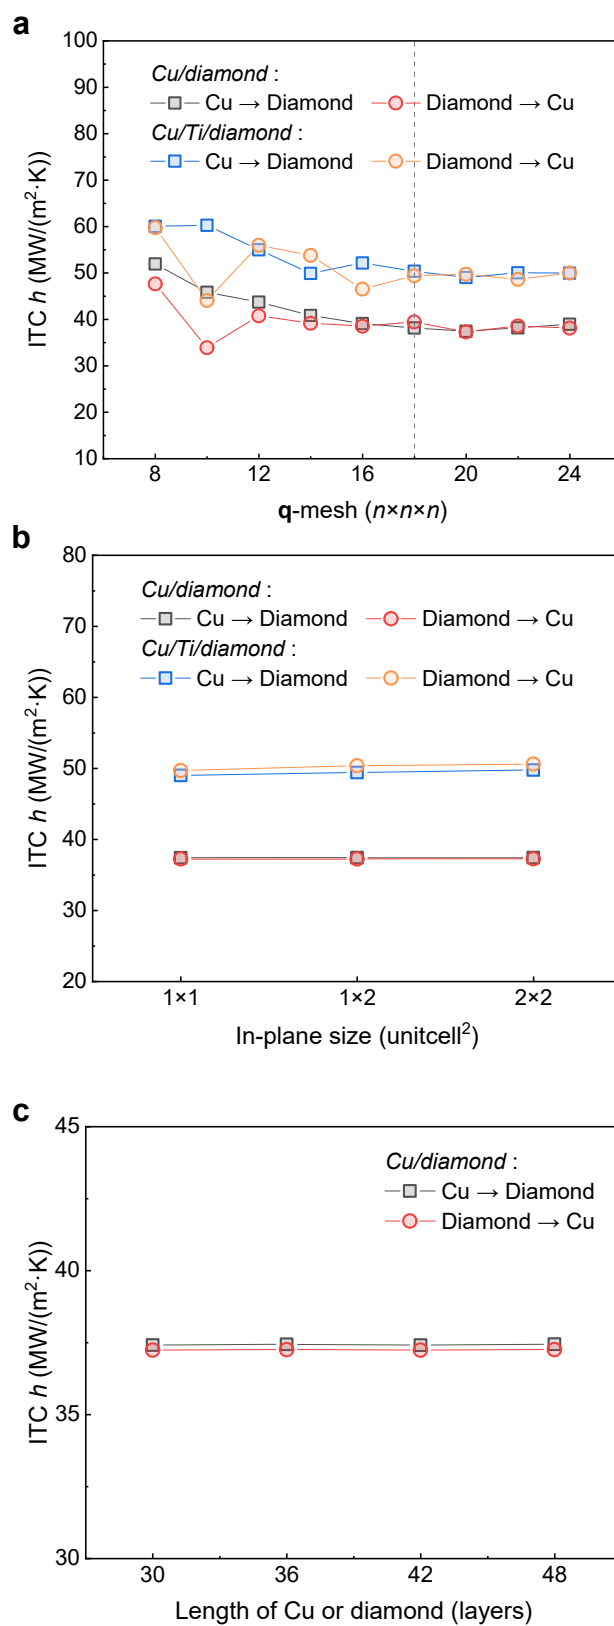 a
100
90
80
70
60
50
40
30
20
10
ITC h (MW/(m²·K))
Cu/diamond :
Cu → Diamond
Diamond → Cu
Cu/Ti/diamond :
Cu → Diamond
Diamond → Cu
8 12 16 20 24
q-mesh (n×n×n)
b
80
70
60
50
40
30
20
ITC h (MW/(m²·K))
Cu/diamond :
Cu → Diamond
Diamond → Cu
Cu/Ti/diamond :
Cu → Diamond
Diamond → Cu
1×1 1×2 2×2
In-plane size (unitcell²)
c
45
40
35
30
ITC h (MW/(m²·K))
Cu/diamond :
Cu → Diamond
Diamond → Cu
30 36 42 48
Length of Cu or diamond (layers)